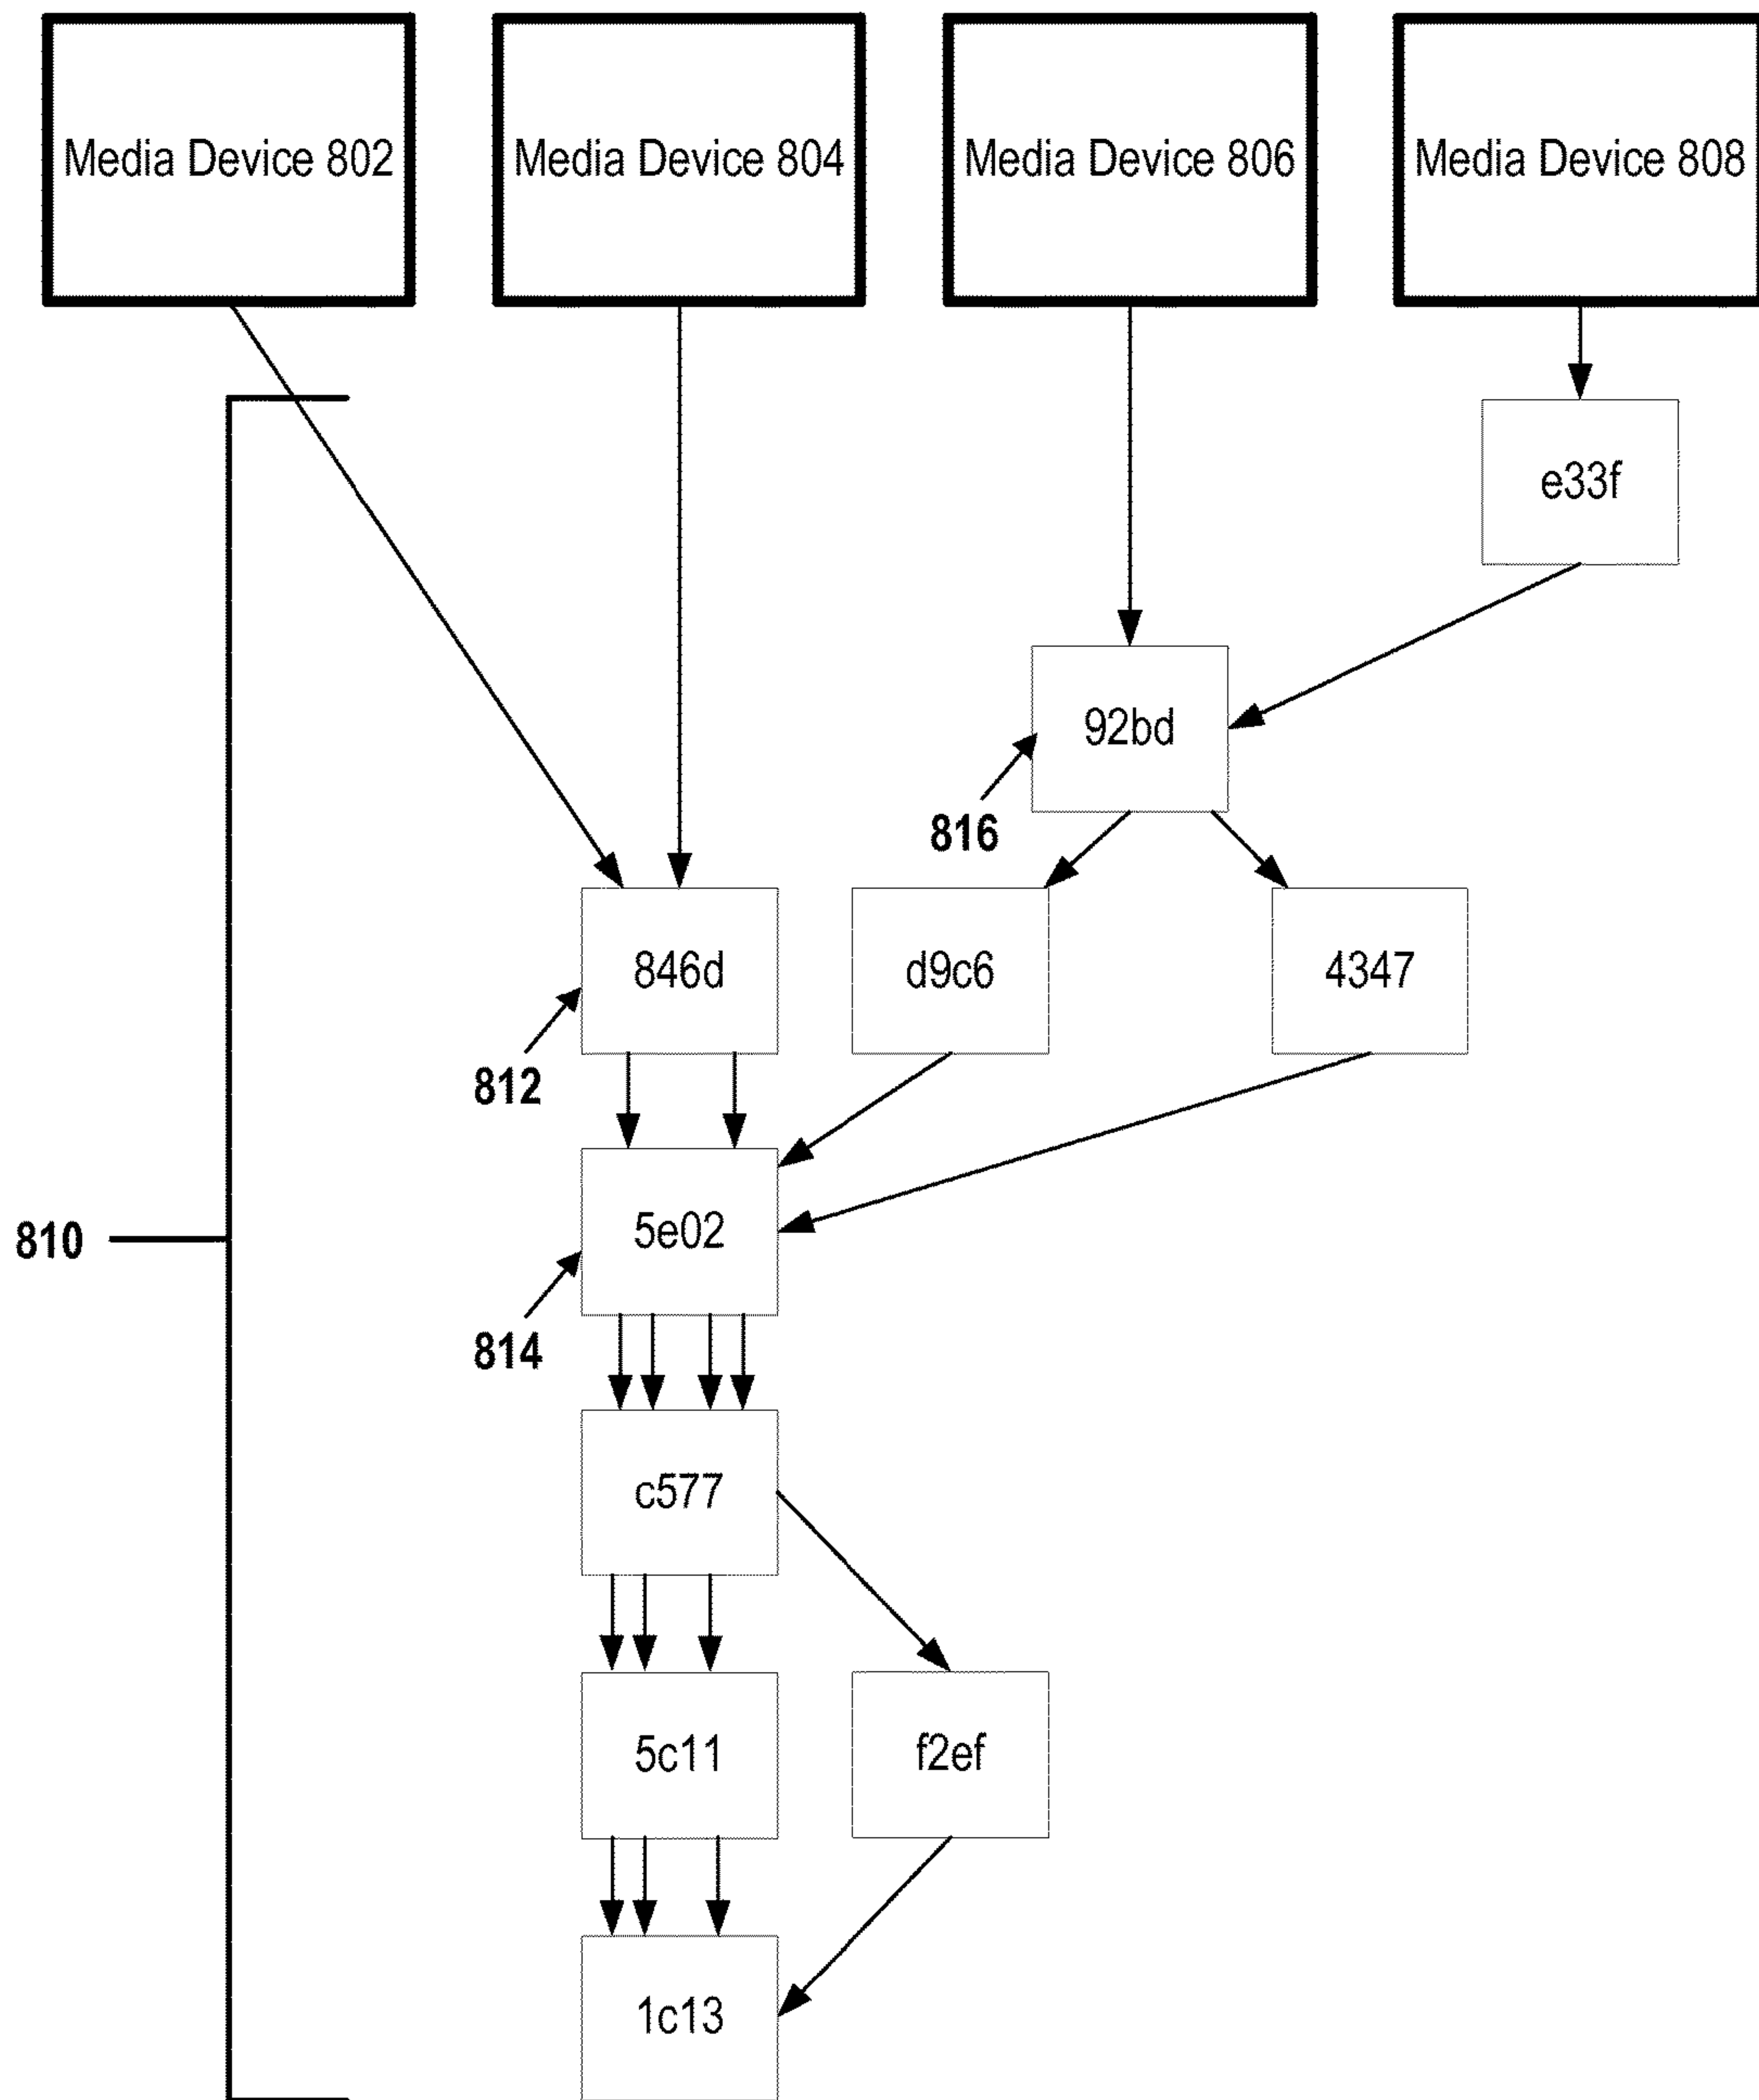 Media Device 802
Media Device 804
Media Device 806
Media Device 808
e33f
92bd
816
846d
d9c6
4347
812
810
5e02
814
c577
5c11
f2ef
1c13